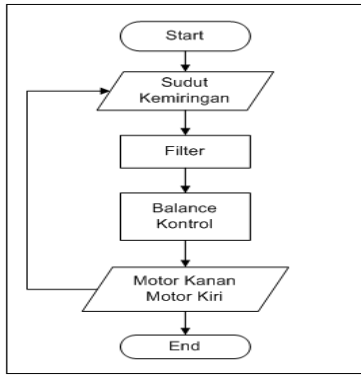 Start
Sudut
Kemiringan
Filter
Balance
Kontrol
Motor Kanan
Motor Kiri
End